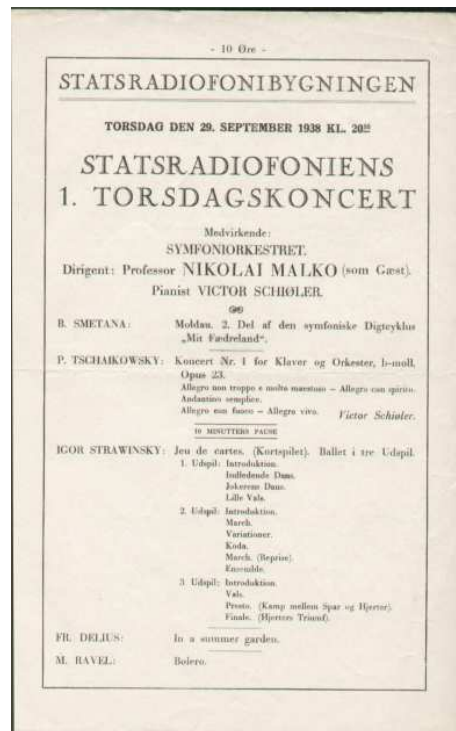 - 10 Øre -
STATSRADIOFONIBYGNINGEN
TORSDAG DEN 29. SEPTEMBER 1938 KL. 20⁰⁰
STATSRADIOFONIENS
1. TORSDAGSKONCERT
Medvirkende:
SYMFONIORKESTRET.
Dirigent: Professor NIKOLAI MALKO (som Gæst).
Pianist VICTOR SCHIØLER.
B. SMETANA: Moldau. 2. Del af den symfoniske Digtcyklus
„Mit Fædreland“.
P. TSCHAIKOWSKY: Koncert Nr. 1 for Klaver og Orkester, b-moll,
Opus 23.
Allegro non troppo e molto maestoso – Allegro con spirito.
Andantino semplice.
Allegro con fuoco – Allegro vivo. Victor Schiøler.
10 MINUTTERS PAUSE
IGOR STRAWINSKY: Jeu de cartes. (Kortspillet). Ballet i tre Udspil.
1. Udspil: Introduktion.
Indledende Dans.
Jokerens Dans.
Lille Vals.
2. Udspil: Introduktion.
March.
Variationer.
Koda.
March. (Reprise).
Ensemble.
3. Udspil: Introduktion.
Vals.
Presto. (Kamp mellem Spar og Hjerter).
Finale. (Hjerters Triumf).
FR. DELIUS: In a summer garden.
M. RAVEL: Bolero.